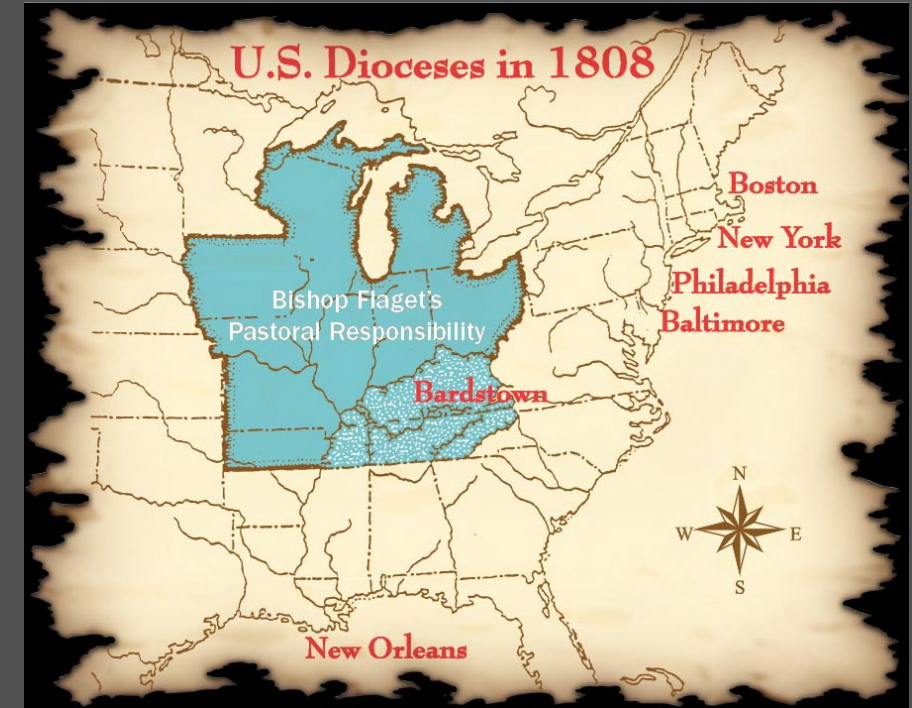 U.S. Dioceses in 1808
Boston
New York
Philadelphia
Baltimore
Bishop Flaget's
Pastoral Responsibility
Bardstown
N
W
E
S
New Orleans